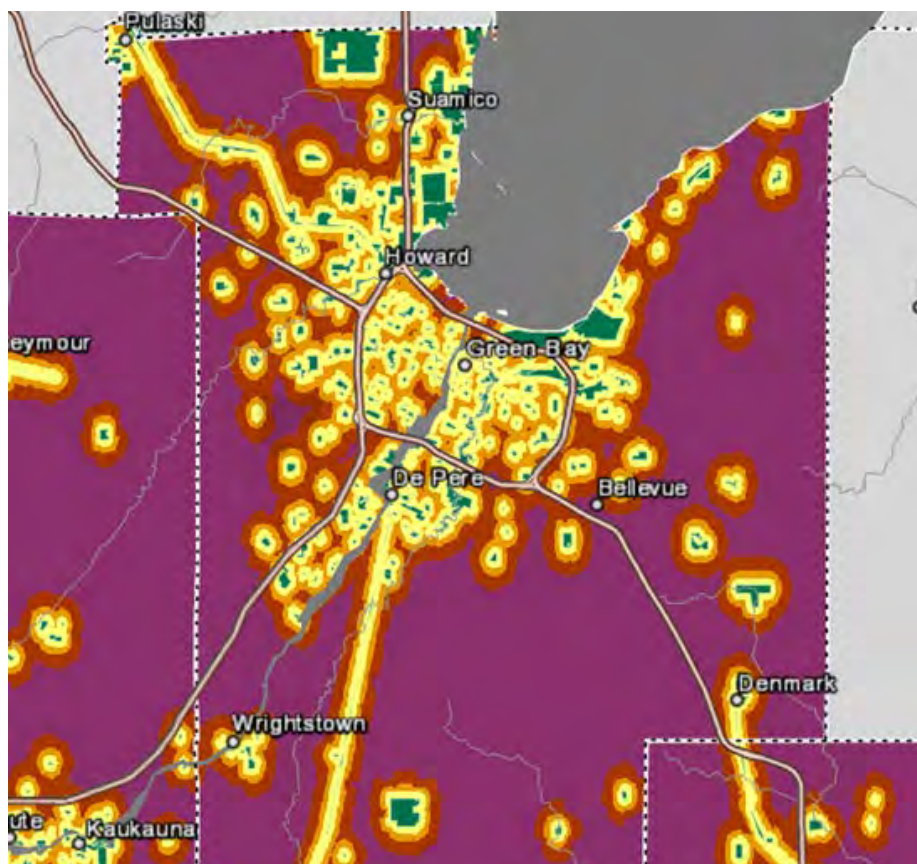 Pulaski
Suamico
Howard
eymour
Green Bay
De Pere
Bellevue
Denmark
Wrightstown
ute
Kaukauna